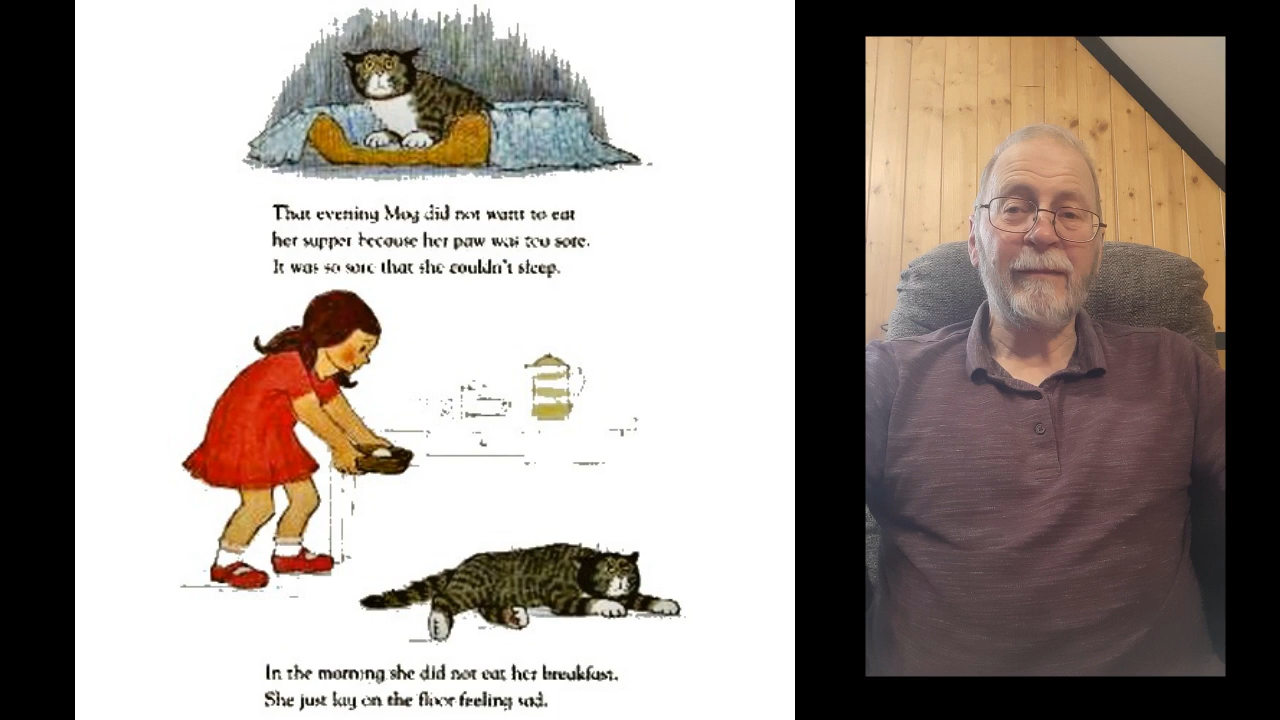 That evening Mog did not want to eat
her supper because her paw was too sore.
It was so sore that she couldn't sleep.
In the morning she did not eat her breakfast.
She just lay on the floor feeling sad.